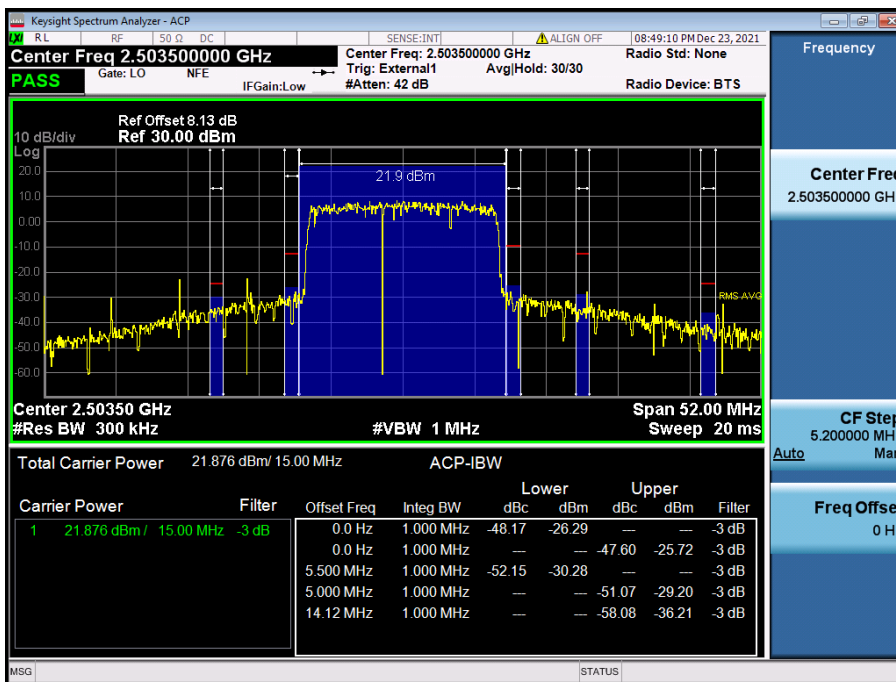 Keysight Spectrum Analyzer - ACP
LXI RL RF 50 Ω DC SENSE:INT ALIGN OFF 08:49:10 PM Dec 23, 2021
Center Freq 2.503500000 GHz
Center Freq: 2.503500000 GHz
Radio Std: None
Trig: External1
Avg|Hold: 30/30
PASS
Gate: LO NFE
IFGain:Low
#Atten: 42 dB
Radio Device: BTS
Ref Offset 8.13 dB
10 dB/div Ref 30.00 dBm
Log
20.0
10.0
0.00
-10.0
-20.0
-30.0
-40.0
-50.0
-60.0
21.9 dBm
RMS AVG
Center 2.50350 GHz Span 52.00 MHz
#Res BW 300 kHz #VBW 1 MHz Sweep 20 ms
Total Carrier Power 21.876 dBm/ 15.00 MHz ACP-IBW
Lower Upper
Carrier Power Filter
Offset Freq Integ BW dBc dBm dBc dBm Filter
1 21.876 dBm / 15.00 MHz -3 dB
0.0 Hz 1.000 MHz -48.17 -26.29 --- --- -3 dB
0.0 Hz 1.000 MHz --- --- -47.60 -25.72 -3 dB
5.500 MHz 1.000 MHz -52.15 -30.28 --- --- -3 dB
5.000 MHz 1.000 MHz --- --- -51.07 -29.20 -3 dB
14.12 MHz 1.000 MHz --- --- -58.08 -36.21 -3 dB
MSG STATUS
Frequency
Center Fre
2.503500000 GH
CF Step
5.200000 MH
Auto Ma
Freq Offse
0 H